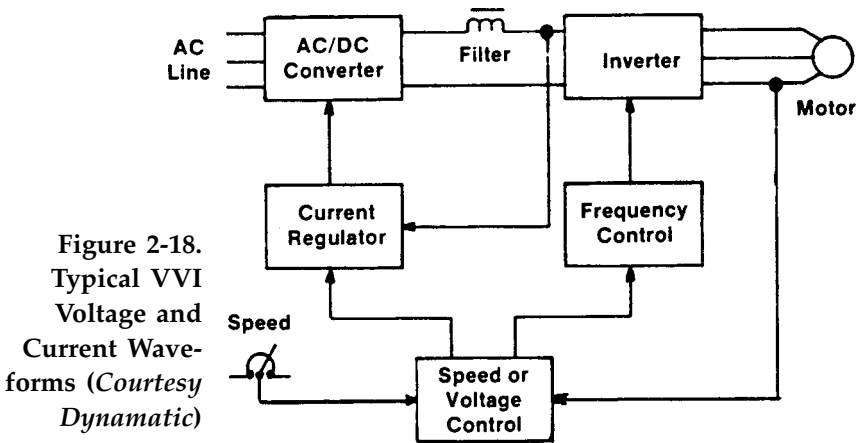 AC
Line
AC/DC
Converter
Filter
Inverter
Motor
Current
Regulator
Frequency
Control
Figure 2-18.
Typical VVI
Voltage and
Current Wave-
forms (Courtesy
Dynamatic)
Speed
Speed or
Voltage
Control